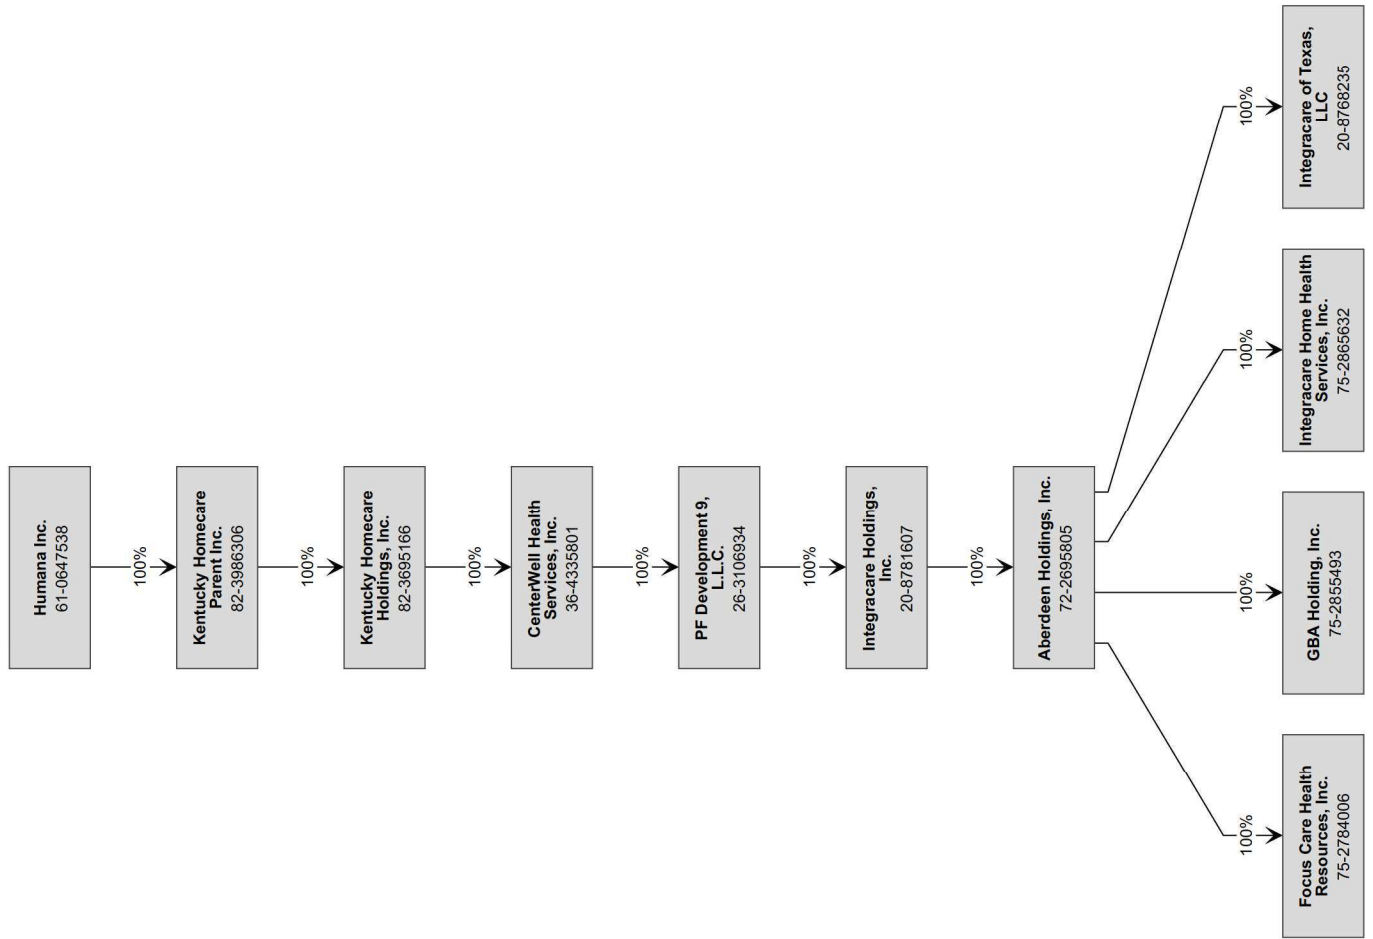 Humana Inc.
61-0647538
100%
Kentucky Homecare
Parent Inc.
82-3986306
100%
Kentucky Homecare
Holdings, Inc.
82-3695166
100%
CenterWell Health
Services, Inc.
36-4335801
100%
PF Development 9,
L.L.C.
26-3106934
100%
Integracare Holdings,
Inc.
20-8781607
100%
Aberdeen Holdings, Inc.
72-2695805
100%
Focus Care Health
Resources, Inc.
75-2784006
100%
GBA Holding, Inc.
75-2855493
100%
Integracare Home Health
Services, Inc.
75-2865632
100%
Integracare of Texas,
LLC
20-8768235